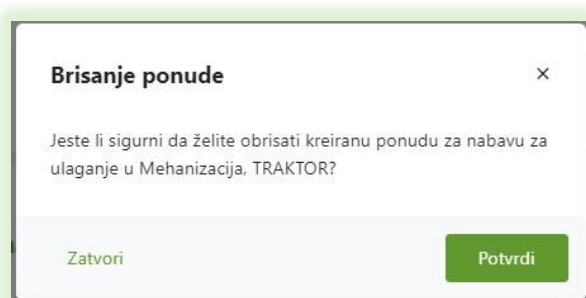 Brisanje ponude
×
Jeste li sigurni da želite obrisati kreiranu ponudu za nabavu za
ulaganje u Mehanizacija, TRAKTOR?
Zatvori
Potvrdi